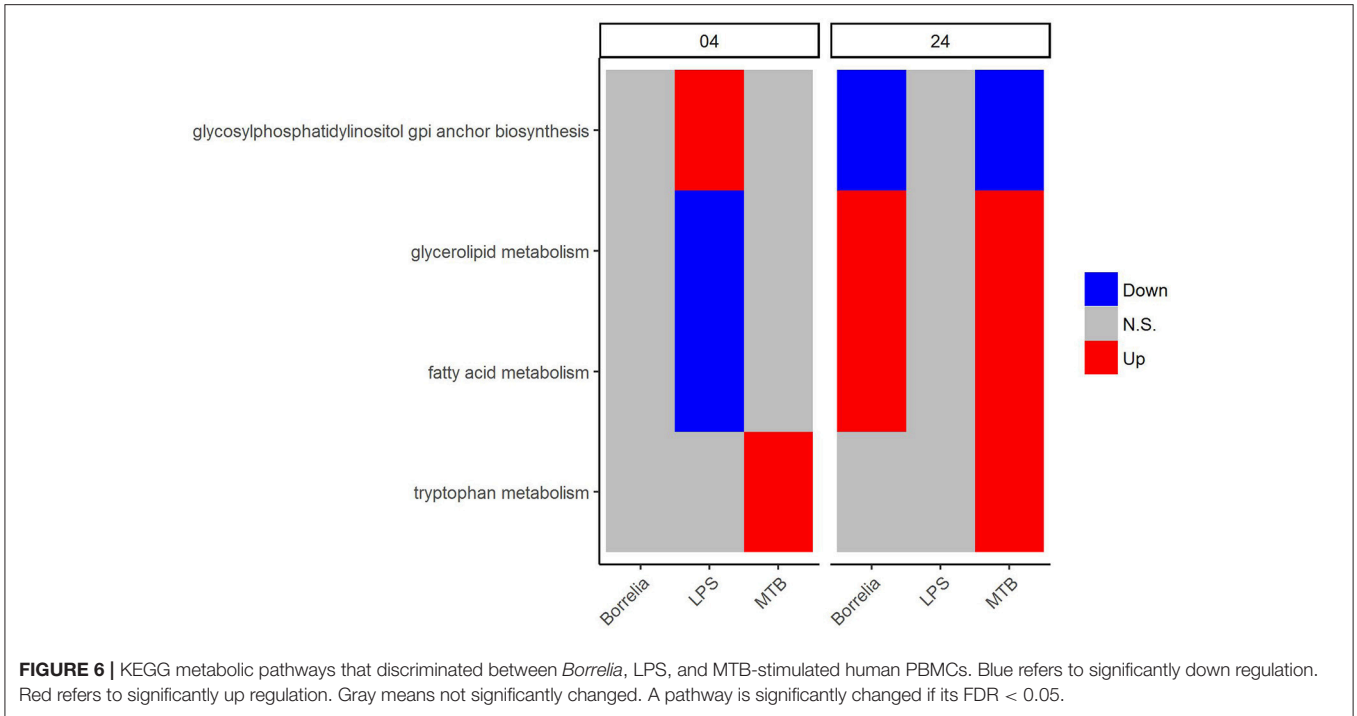 04
24
glycosylphosphatidylinositol gpi anchor biosynthesis
glycerolipid metabolism
fatty acid metabolism
tryptophan metabolism
Down
N.S.
Up
Borrelia
LPS
MTB
Borrelia
LPS
MTB
FIGURE 6 | KEGG metabolic pathways that discriminated between Borrelia, LPS, and MTB-stimulated human PBMCs. Blue refers to significantly down regulation.
Red refers to significantly up regulation. Gray means not significantly changed. A pathway is significantly changed if its FDR < 0.05.